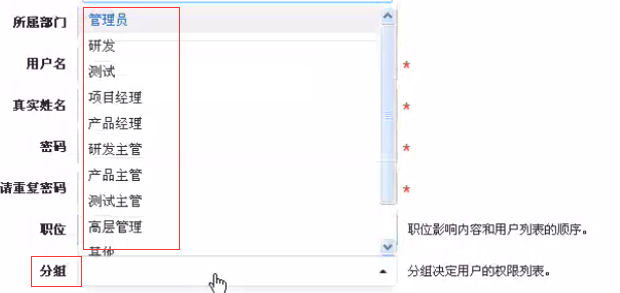 所属部门
管理员
研发
用户名
测试
*
项目经理
真实姓名
*
产品经理
密码
研发主管
*
产品主管
请重复密码
*
测试主管
职位
高层管理
职位影响内容和用户列表的顺序。
其他
分组
分组决定用户的权限列表。